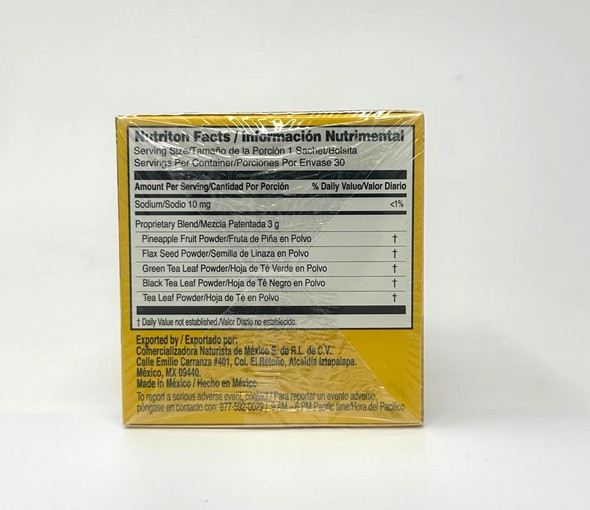 Nutriton Facts / Información Nutrimental
Serving Size/Tamaño de la Porción 1 Sachet/Bolsita
Servings Per Container/Porciones Por Envase 30
Amount Per Serving/Cantidad Por Porción % Daily Value/Valor Diario
Sodium/Sodio 10 mg <1%
Proprietary Blend/Mezcla Patentada 3 g
Pineapple Fruit Powder/Fruta de Piña en Polvo †
Flax Seed Powder/Semilla de Linaza en Polvo †
Green Tea Leaf Powder/Hoja de Té Verde en Polvo †
Black Tea Leaf Powder/Hoja de Té Negro en Polvo †
Tea Leaf Powder/Hoja de Té en Polvo †
† Daily Value not established./Valor Diario no establecido.
Exported by / Exportado por:
Comercializadora Naturista de México S. de R.L. de C.V.
Calle Emilio Carranza #401, Col. El Retoño, Alcaldía Iztapalapa.
México, MX 09440.
Made in México / Hecho en México
To report a serious adverse event, contact / Para reportar un evento adverso,
póngase en contacto con: 877-592-0029 / 9 AM - 6 PM Pacific time/Hora del Pacífico